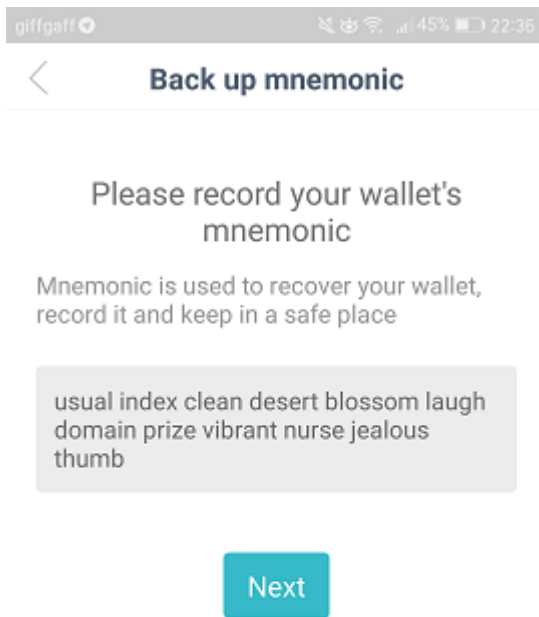 giffgaff 45% 22:36
Back up mnemonic
Please record your wallet's
mnemonic
Mnemonic is used to recover your wallet,
record it and keep in a safe place
usual index clean desert blossom laugh
domain prize vibrant nurse jealous
thumb
Next